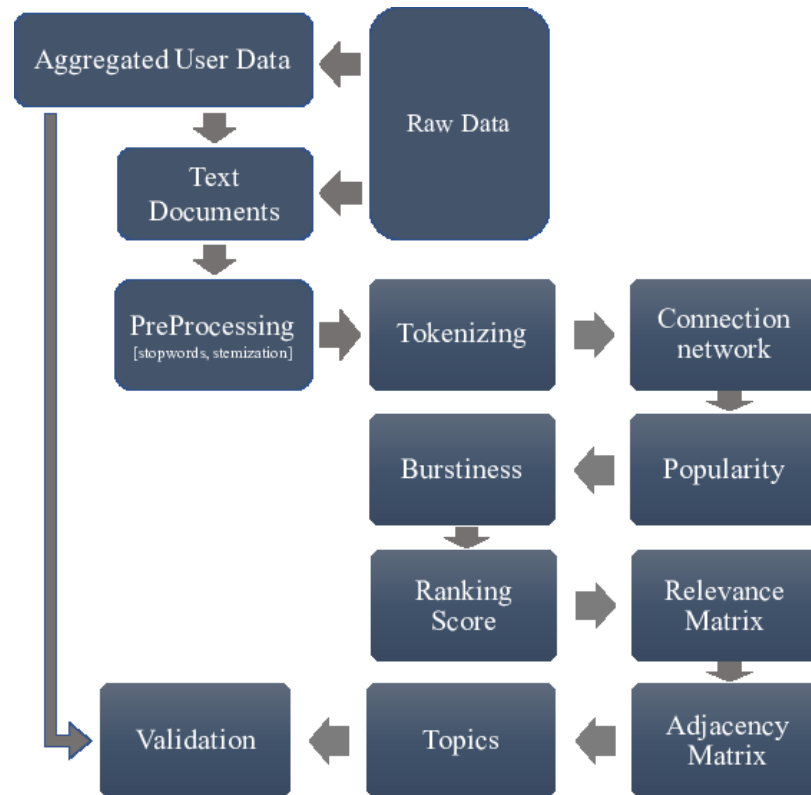 Aggregated User Data
Raw Data
Text
Documents
PreProcessing
[stopwords, stemization]
Tokenizing
Connection
network
Burstiness
Popularity
Ranking
Score
Relevance
Matrix
Validation
Topics
Adjacency
Matrix